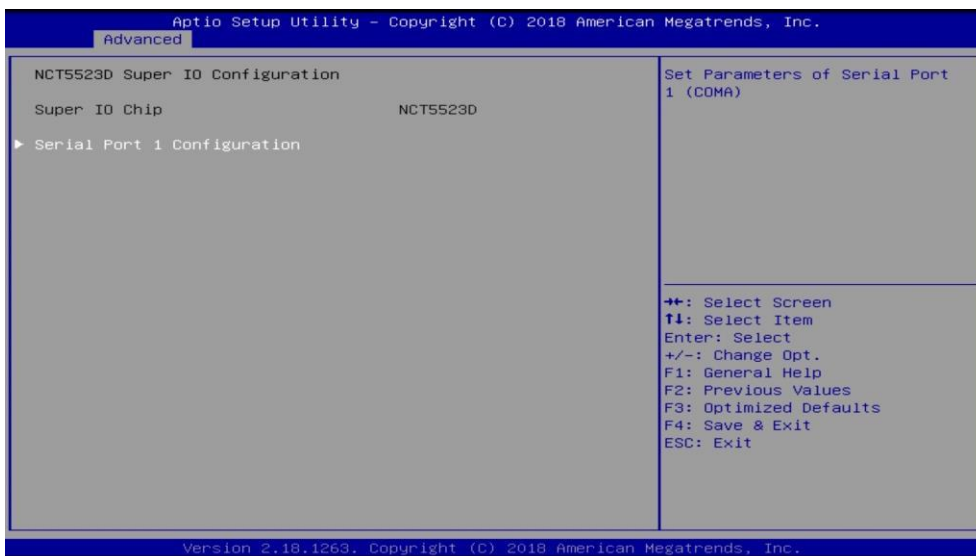 Aptio Setup Utility – Copyright (C) 2018 American Megatrends, Inc.
Advanced
NCT5523D Super IO Configuration
Super IO Chip NCT5523D
► Serial Port 1 Configuration
Set Parameters of Serial Port
1 (COMA)
→←: Select Screen
↑↓: Select Item
Enter: Select
+/-: Change Opt.
F1: General Help
F2: Previous Values
F3: Optimized Defaults
F4: Save & Exit
ESC: Exit
Version 2.18.1263. Copyright (C) 2018 American Megatrends, Inc.